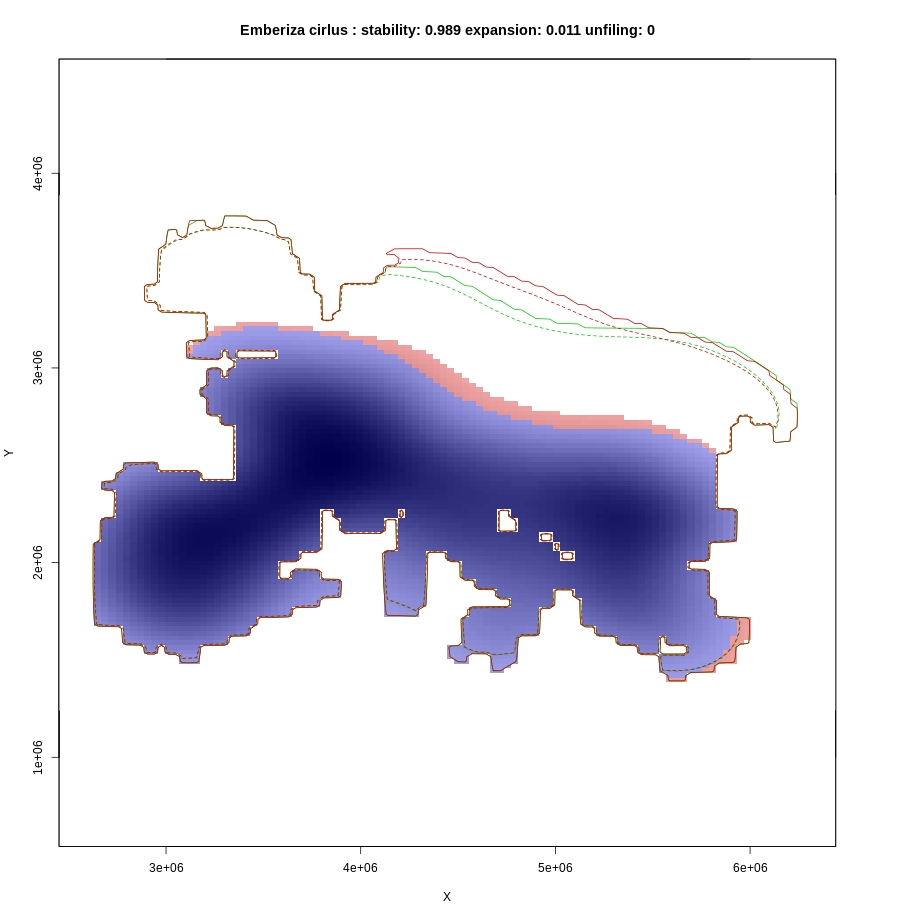 Emberiza cirlus : stability: 0.989 expansion: 0.011 unfiling: 0
4e+06
3e+06
2e+06
1e+06
Y
3e+06 4e+06 5e+06 6e+06
X